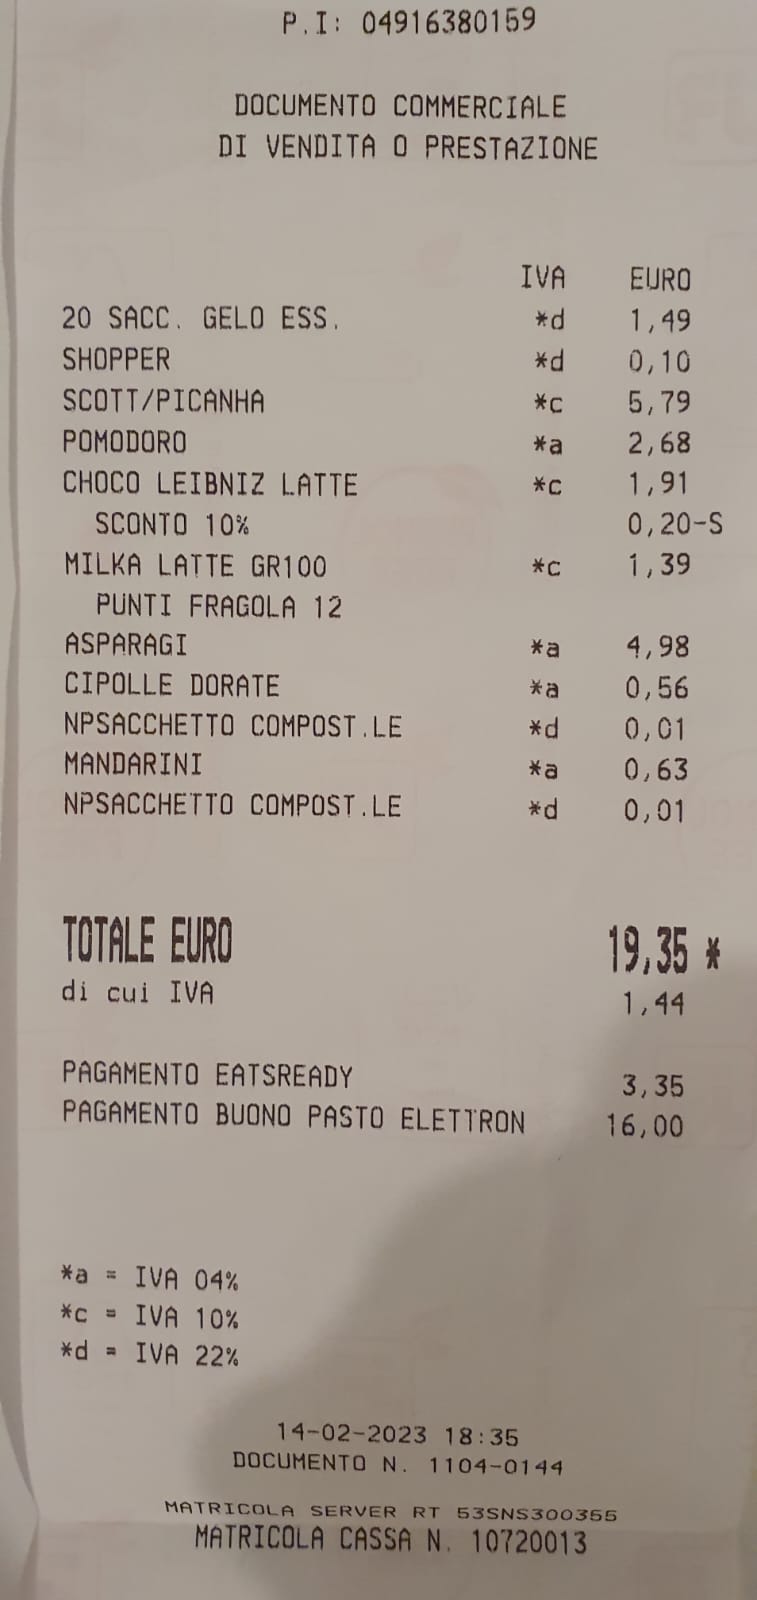 P.I: 04916380159
DOCUMENTO COMMERCIALE
DI VENDITA O PRESTAZIONE
IVA EURO
20 SACC. GELO ESS. *d 1,49
SHOPPER *d 0,10
SCOTT/PICANHA *c 5,79
POMODORO *a 2,68
CHOCO LEIBNIZ LATTE *c 1,91
SCONTO 10% 0,20-S
MILKA LATTE GR100 *c 1,39
PUNTI FRAGOLA 12
ASPARAGI *a 4,98
CIPOLLE DORATE *a 0,56
NPSACCHETTO COMPOST.LE *d 0,01
MANDARINI *a 0,63
NPSACCHETTO COMPOST.LE *d 0,01
TOTALE EURO 19,35 *
di cui IVA 1,44
PAGAMENTO EATSREADY 3,35
PAGAMENTO BUONO PASTO ELETTRON 16,00
*a = IVA 04%
*c = IVA 10%
*d = IVA 22%
14-02-2023 18:35
DOCUMENTO N. 1104-0144
MATRICOLA SERVER RT 53SNS300355
MATRICOLA CASSA N. 10720013